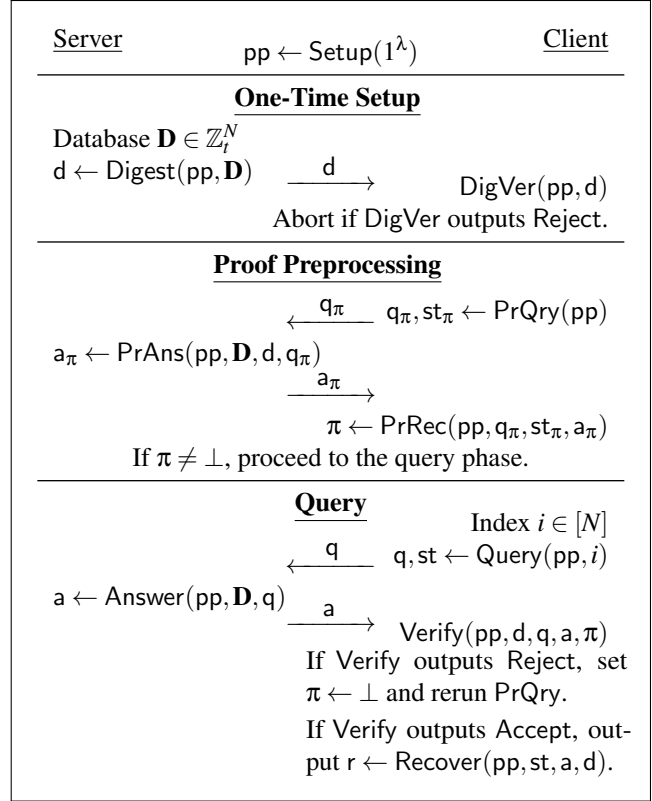 Server pp ← Setup(1^λ) Client
One-Time Setup
Database D ∈ ℤ_t^N
d ← Digest(pp, D) d DigVer(pp, d)
Abort if DigVer outputs Reject.
Proof Preprocessing
q_π q_π, st_π ← PrQry(pp)
a_π ← PrAns(pp, D, d, q_π)
a_π
π ← PrRec(pp, q_π, st_π, a_π)
If π ≠ ⊥, proceed to the query phase.
Query
Index i ∈ [N]
q q, st ← Query(pp, i)
a ← Answer(pp, D, q) a
Verify(pp, d, q, a, π)
If Verify outputs Reject, set
π ← ⊥ and rerun PrQry.
If Verify outputs Accept, out-
put r ← Recover(pp, st, a, d).